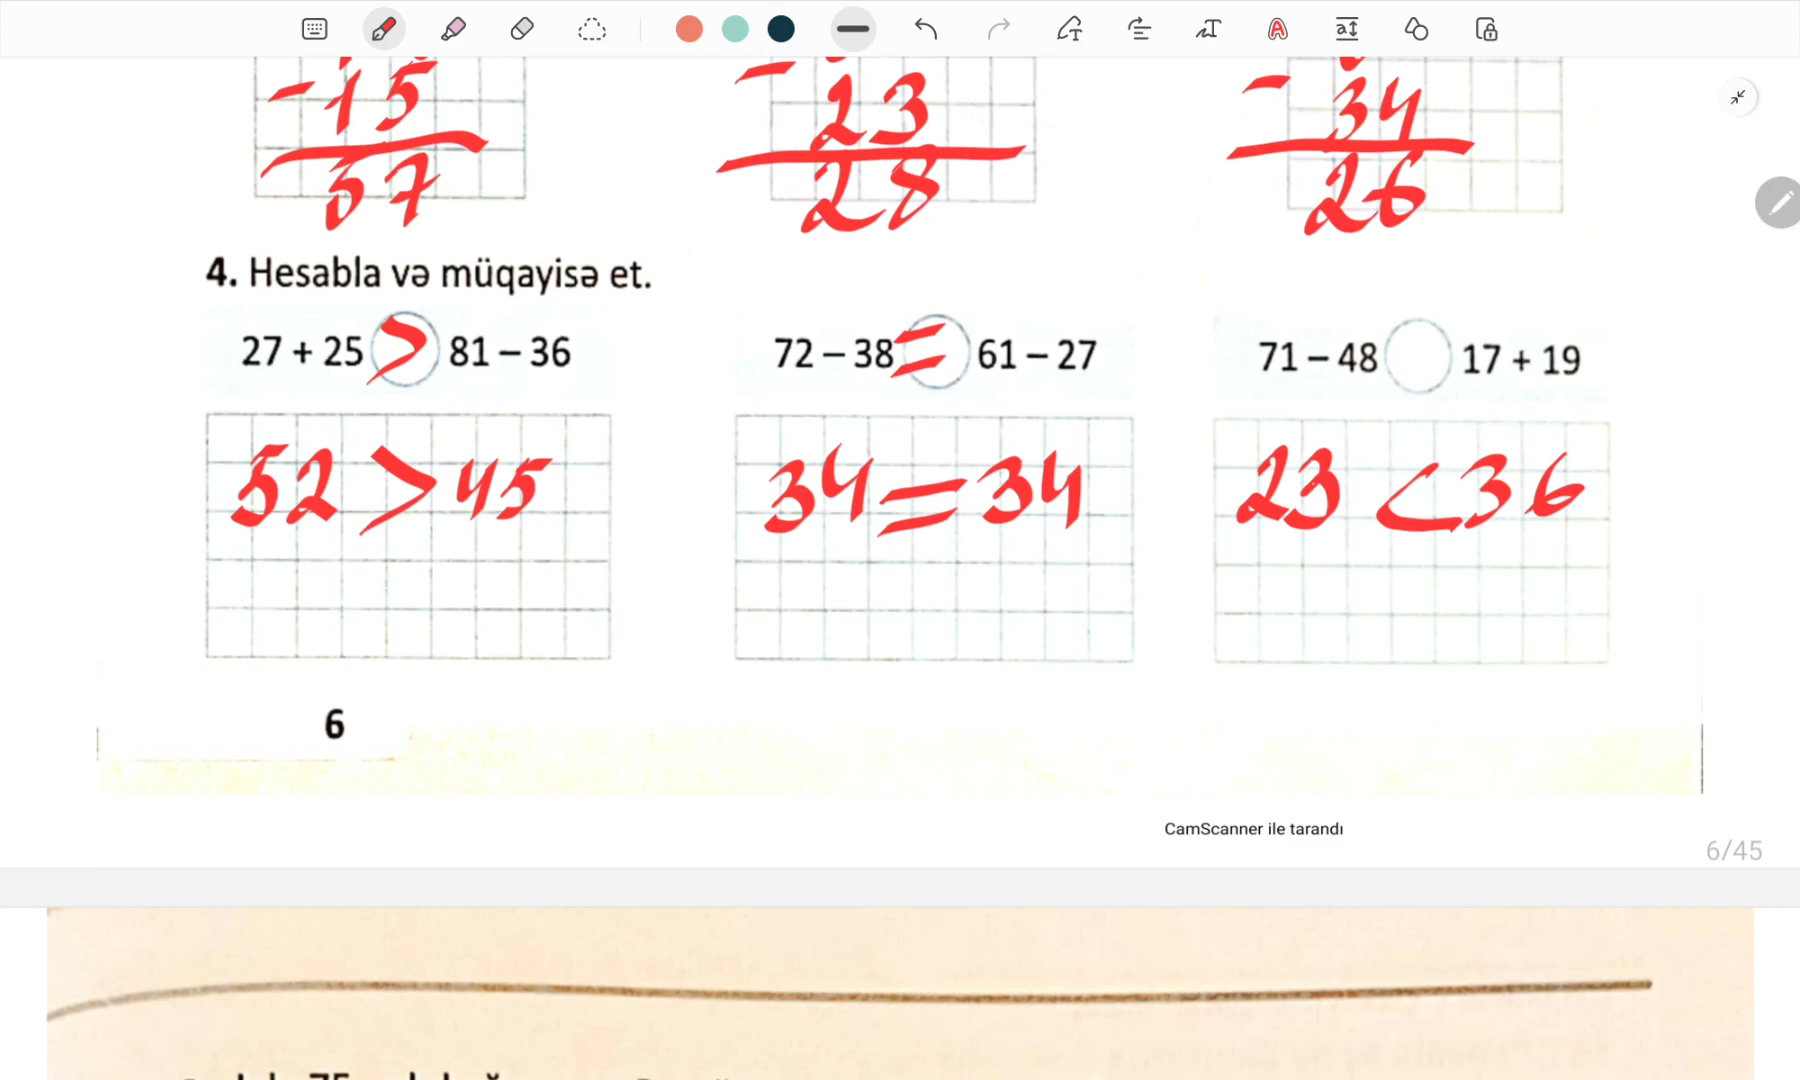 - 15 - 23 - 34
57 28 26
4. Hesabla və müqayisə et.
27 + 25 > 81 – 36 72 – 38 = 61 – 27 71 – 48 17 + 19
52 > 45 34 = 34 23 < 36
6
CamScanner ile tarandı
6/45